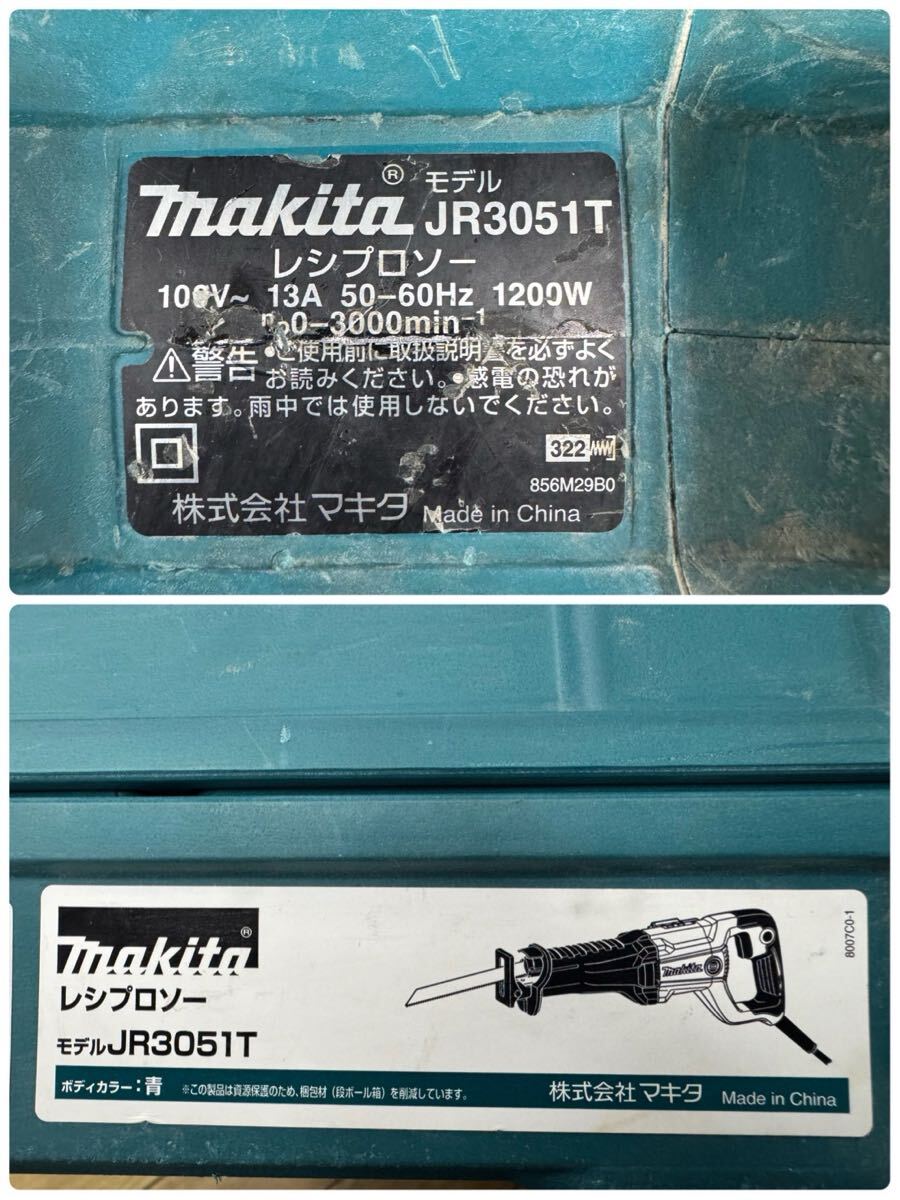 makita® モデル JR3051T
レシプロソー
100V~ 13A 50-60Hz 1200W
n₀0-3000min⁻¹
警告 •ご使用前に取扱説明書を必ずよく
お読みください。•感電の恐れが
あります。雨中では使用しないでください。
322
856M29B0
株式会社マキタ Made in China
makita®
レシプロソー
モデルJR3051T
makita
8007C0-1
ボディカラー:青 ※この製品は資源保護のため、梱包材(段ボール箱)を削減しています。 株式会社マキタ Made in China